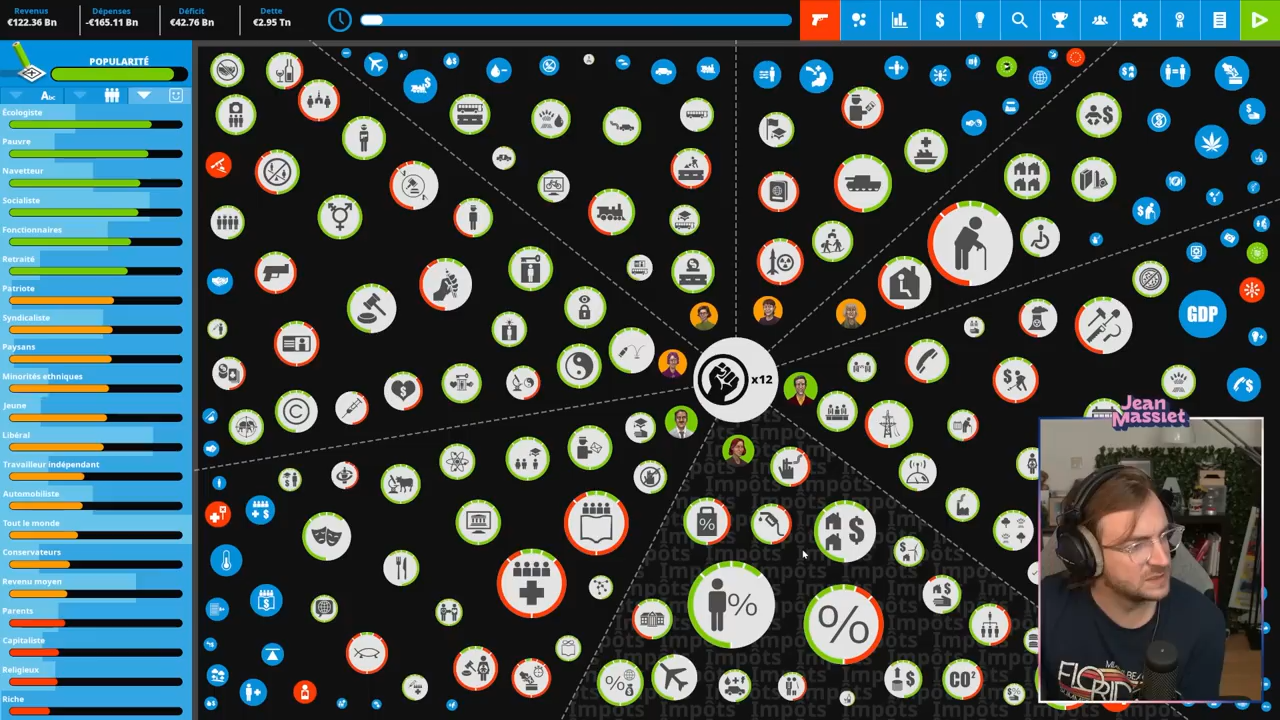 Revenus
€122.36 Bn
Dépenses
-€165.11 Bn
Déficit
€42.76 Bn
Dette
€2.95 Tn
$
POPULARITÉ
ABC
Écologiste
Pauvre
Navetteur
Socialiste
Fonctionnaires
Retraité
Patriote
Syndicaliste
Paysans
Minorités ethniques
Jeune
Libéral
Travailleur indépendant
Automobiliste
Tout le monde
Conservateurs
Revenu moyen
Parents
Capitaliste
Religieux
Riche
x12
GDP
Impôts
%
%
CO²
Jean
Massiet
FLORID